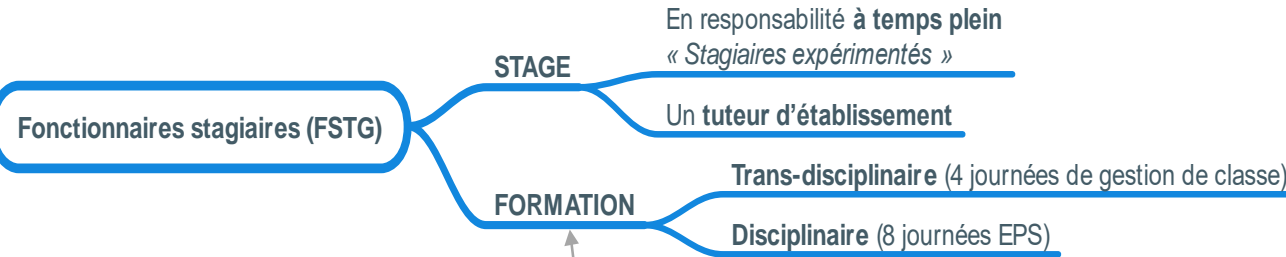 Fonctionnaires stagiaires (FSTG)
STAGE
En responsabilité à temps plein
« Stagiaires expérimentés »
Un tuteur d’établissement
FORMATION
Trans-disciplinaire (4 journées de gestion de classe)
Disciplinaire (8 journées EPS)